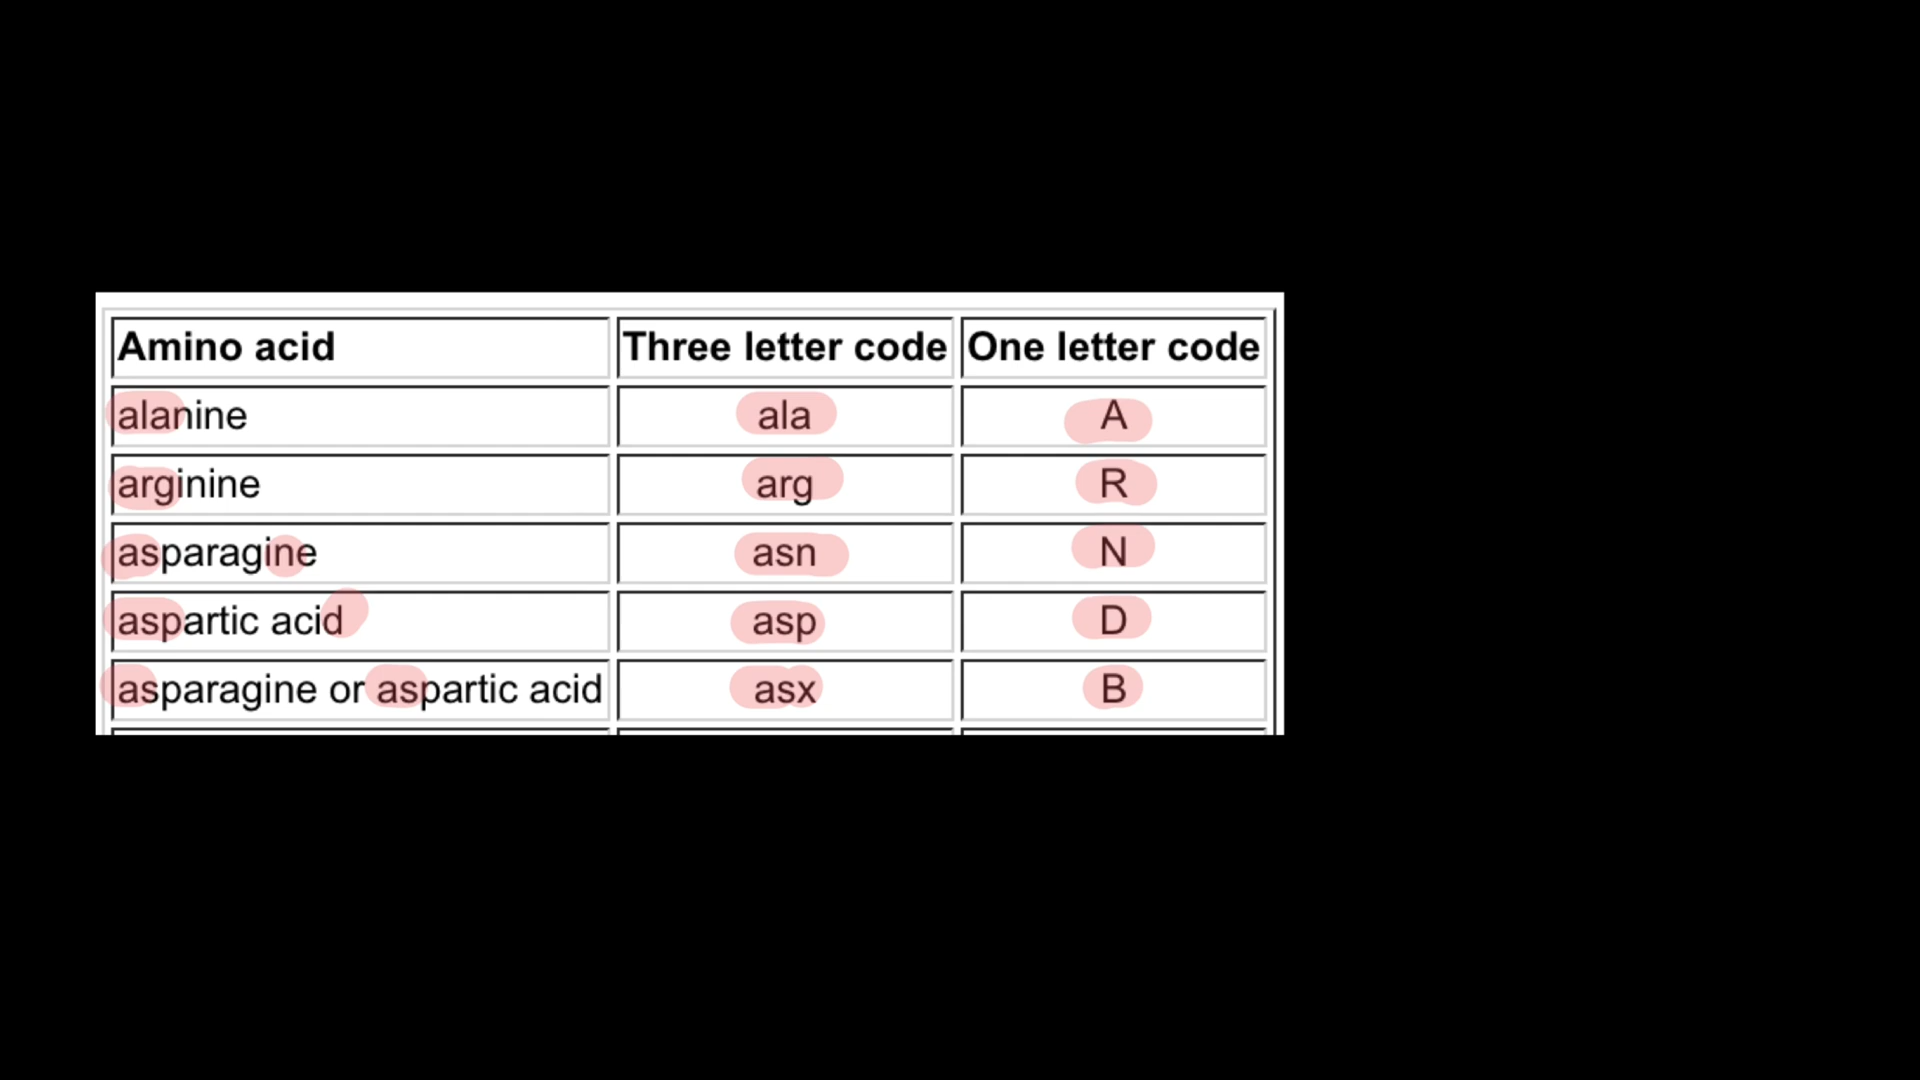 Amino acid Three letter code One letter code
alanine ala A
arginine arg R
asparagine asn N
aspartic acid asp D
asparagine or aspartic acid asx B